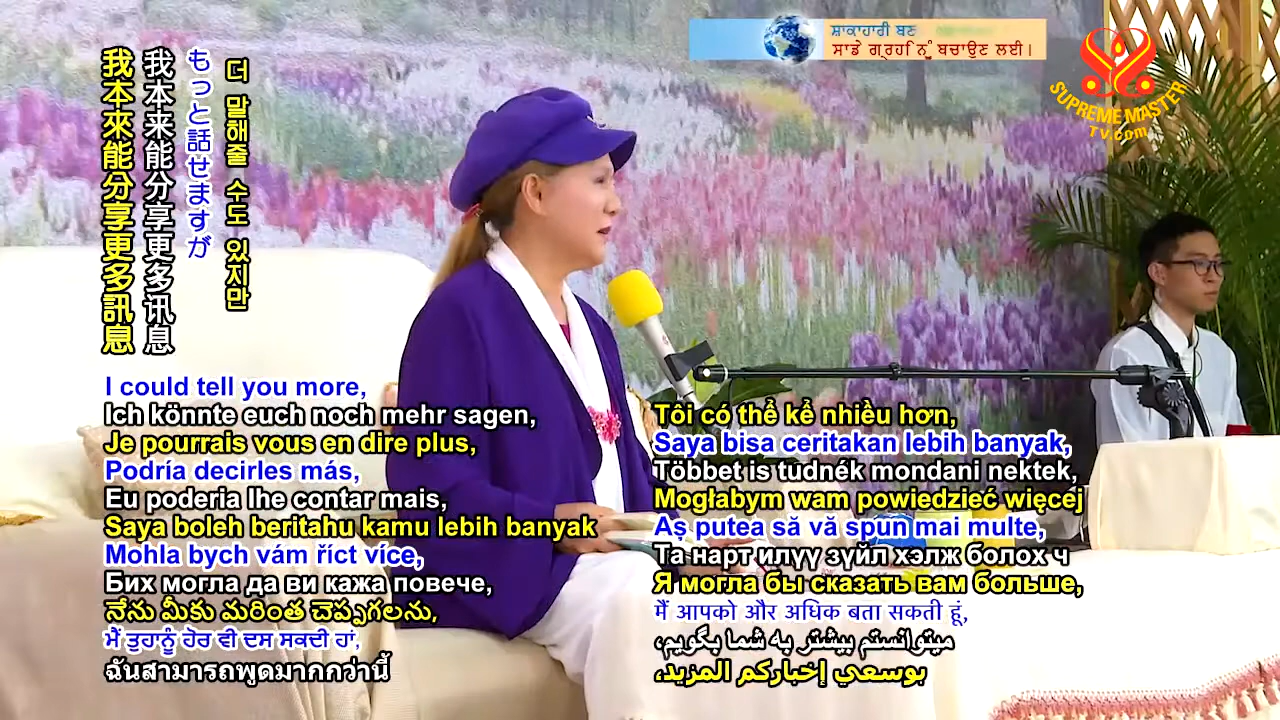 ਸ਼ਾਕਾਹਾਰੀ ਬਣ
ਸਾਡੇ ਗ੍ਰਹਿ ਨੂੰ ਬਚਾਉਣ ਲਈ।
SUPREME MASTER
TV.com
我本來能分享更多訊息
我本来能分享更多讯息
もっと話せますが
더 말해줄 수도 있지만
I could tell you more,
Ich könnte euch noch mehr sagen,
Je pourrais vous en dire plus,
Podría decirles más,
Eu poderia lhe contar mais,
Saya boleh beritahu kamu lebih banyak
Mohla bych vám říct více,
Бих могла да ви кажа повече,
నేను మీకు మరింత చెప్పగలను,
ਮੈਂ ਤੁਹਾਨੂੰ ਹੋਰ ਵੀ ਦਸ ਸਕਦੀ ਹਾਂ,
ฉันสามารถพูดมากกว่านี้
Tôi có thể kể nhiều hơn,
Saya bisa ceritakan lebih banyak,
Többet is tudnék mondani nektek,
Mogłabym wam powiedzieć więcej
Aș putea să vă spun mai multe,
Та нарт илүү зүйл хэлж болох ч
Я могла бы сказать вам больше,
मैं आपको और अधिक बता सकती हूं,
میتوانستم بیشتر به شما بگویم،
بوسعي إخباركم المزيد،